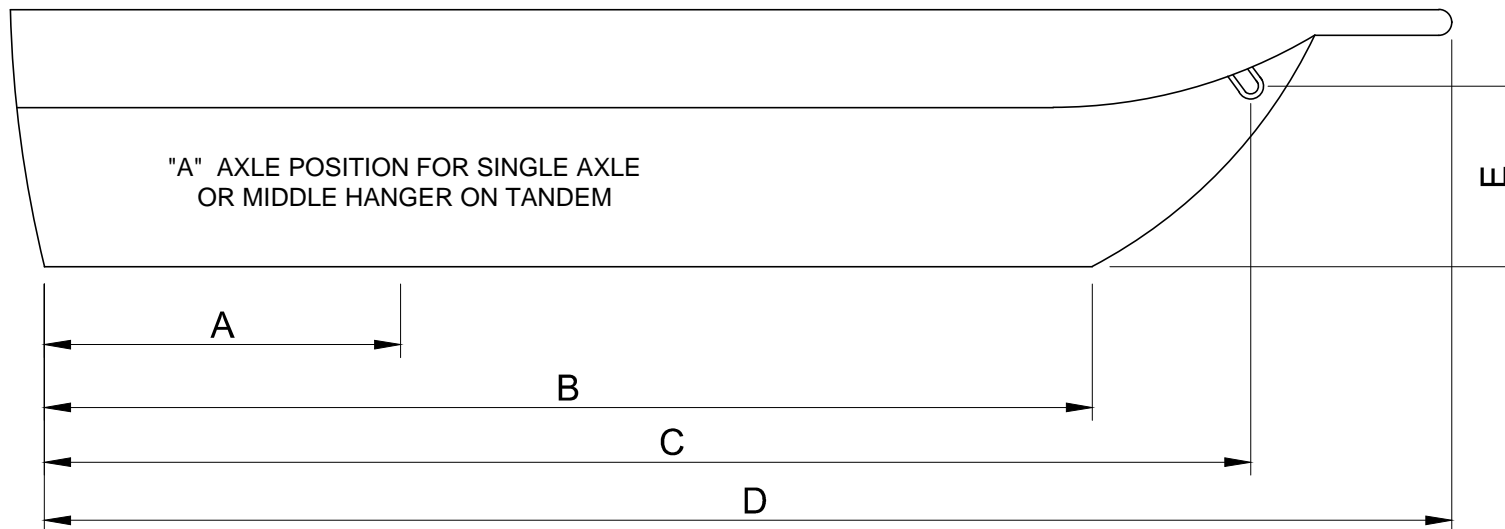 "A"  AXLE POSITION FOR SINGLE AXLE
OR MIDDLE HANGER ON TANDEM
E
A
B
C
D